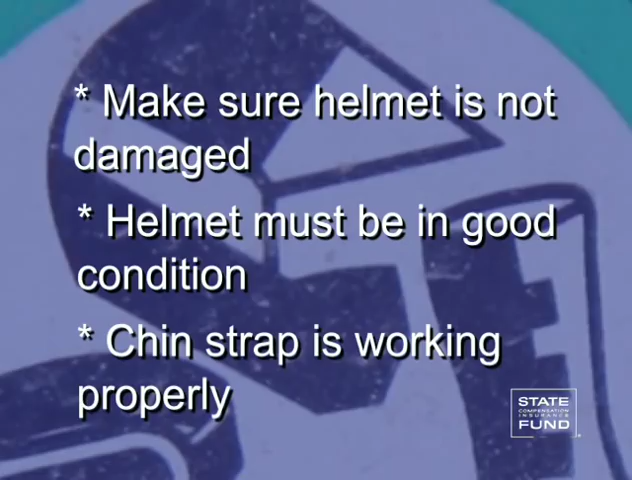 * Make sure helmet is not
damaged
* Helmet must be in good
condition
* Chin strap is working
properly
STATE
COMPENSATION
INSURANCE
FUND